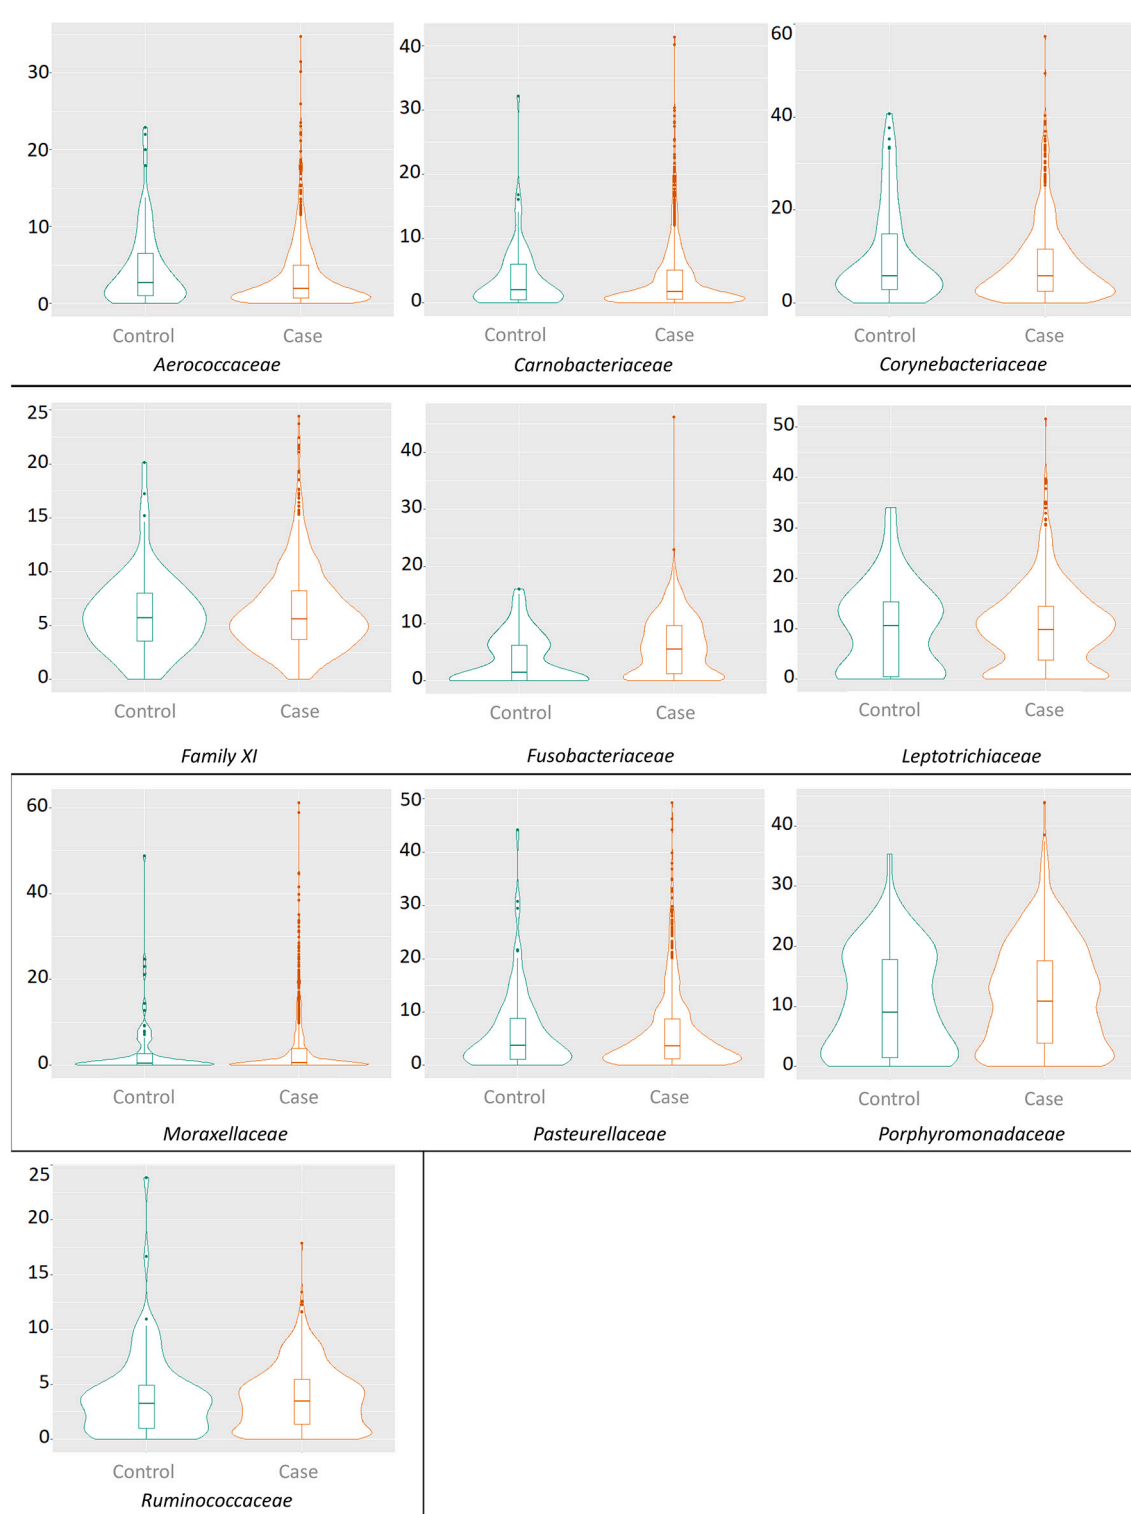 30
20
10
0
Control Case
Aerococcaceae
40
30
20
10
0
Control Case
Carnobacteriaceae
60
40
20
0
Control Case
Corynebacteriaceae
25
20
15
10
5
0
Control Case
Family XI
40
30
20
10
0
Control Case
Fusobacteriaceae
50
40
30
20
10
0
Control Case
Leptotrichiaceae
60
40
20
0
Control Case
Moraxellaceae
50
40
30
20
10
0
Control Case
Pasteurellaceae
40
30
20
10
0
Control Case
Porphyromonadaceae
25
20
15
10
5
0
Control Case
Ruminococcaceae